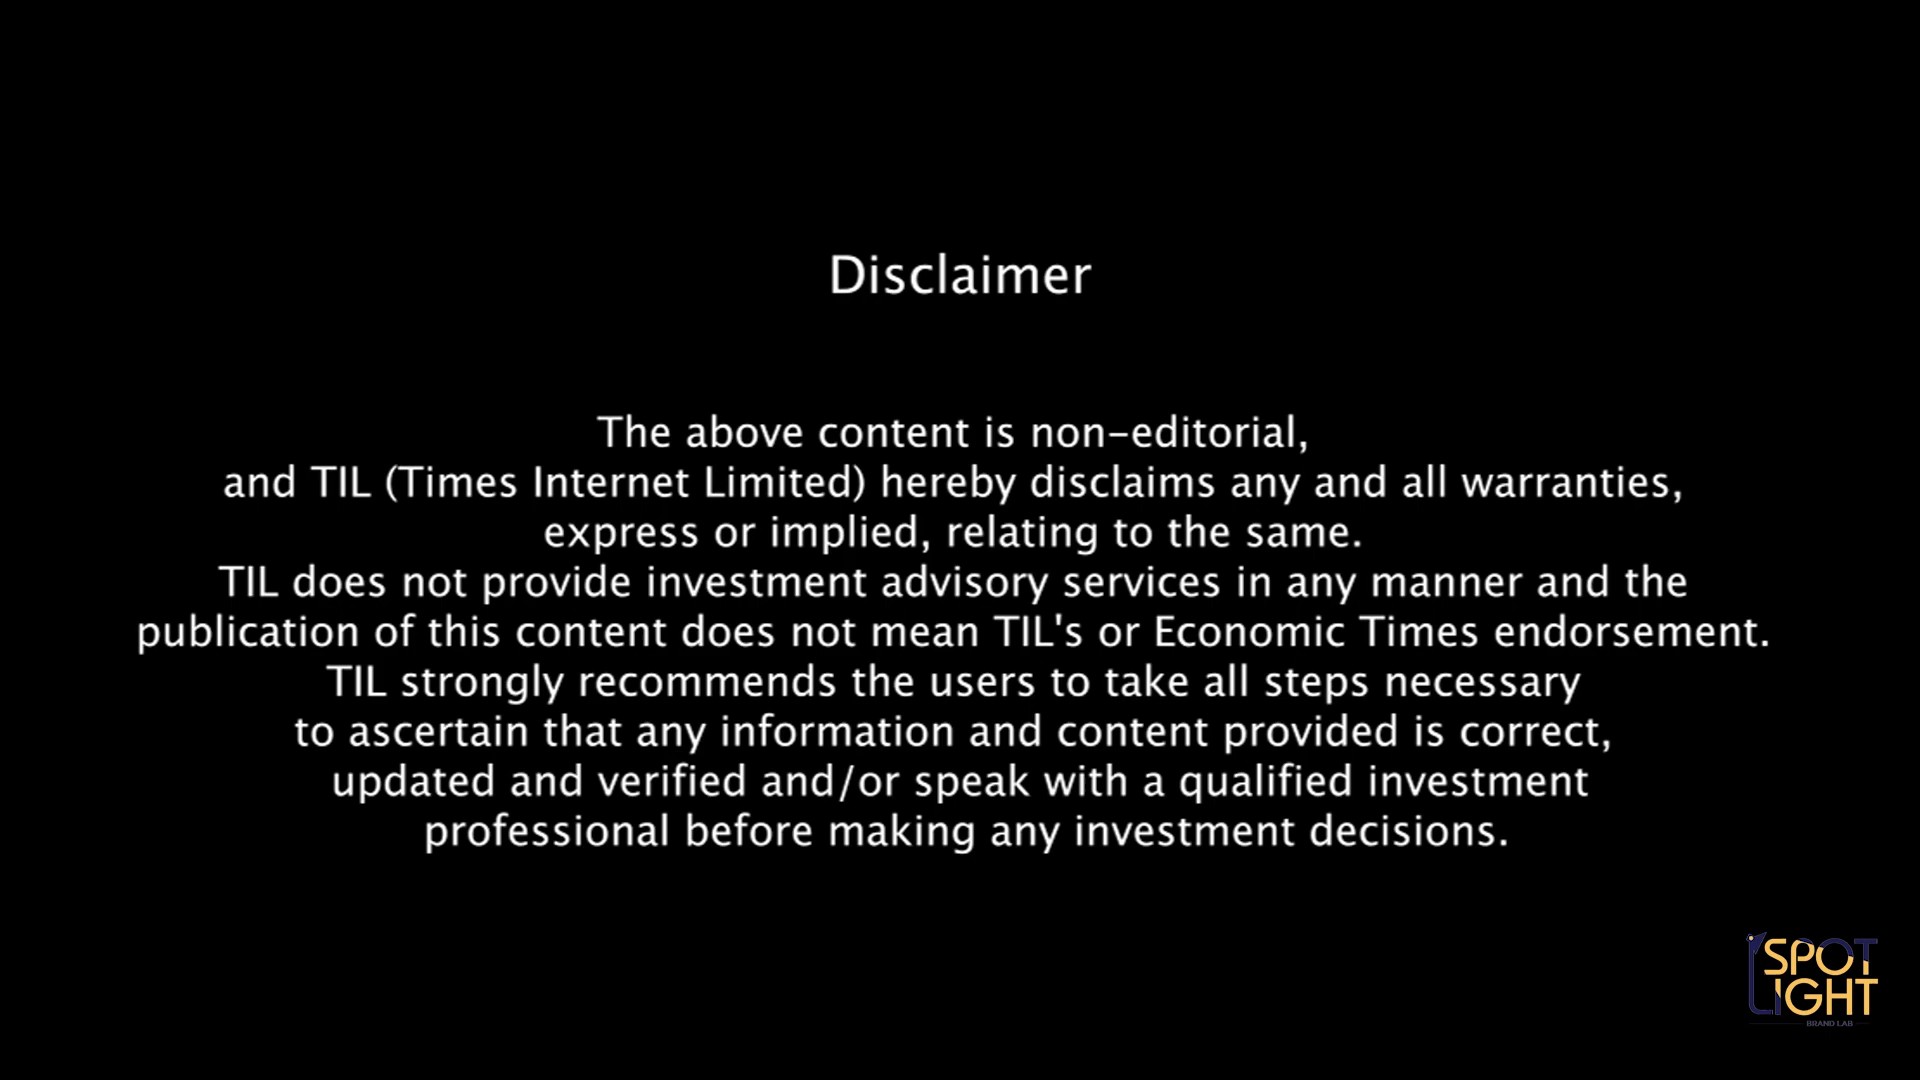 Disclaimer
The above content is non-editorial,
and TIL (Times Internet Limited) hereby disclaims any and all warranties,
express or implied, relating to the same.
TIL does not provide investment advisory services in any manner and the
publication of this content does not mean TIL's or Economic Times endorsement.
TIL strongly recommends the users to take all steps necessary
to ascertain that any information and content provided is correct,
updated and verified and/or speak with a qualified investment
professional before making any investment decisions.
SPOT
LIGHT
BRAND LAB